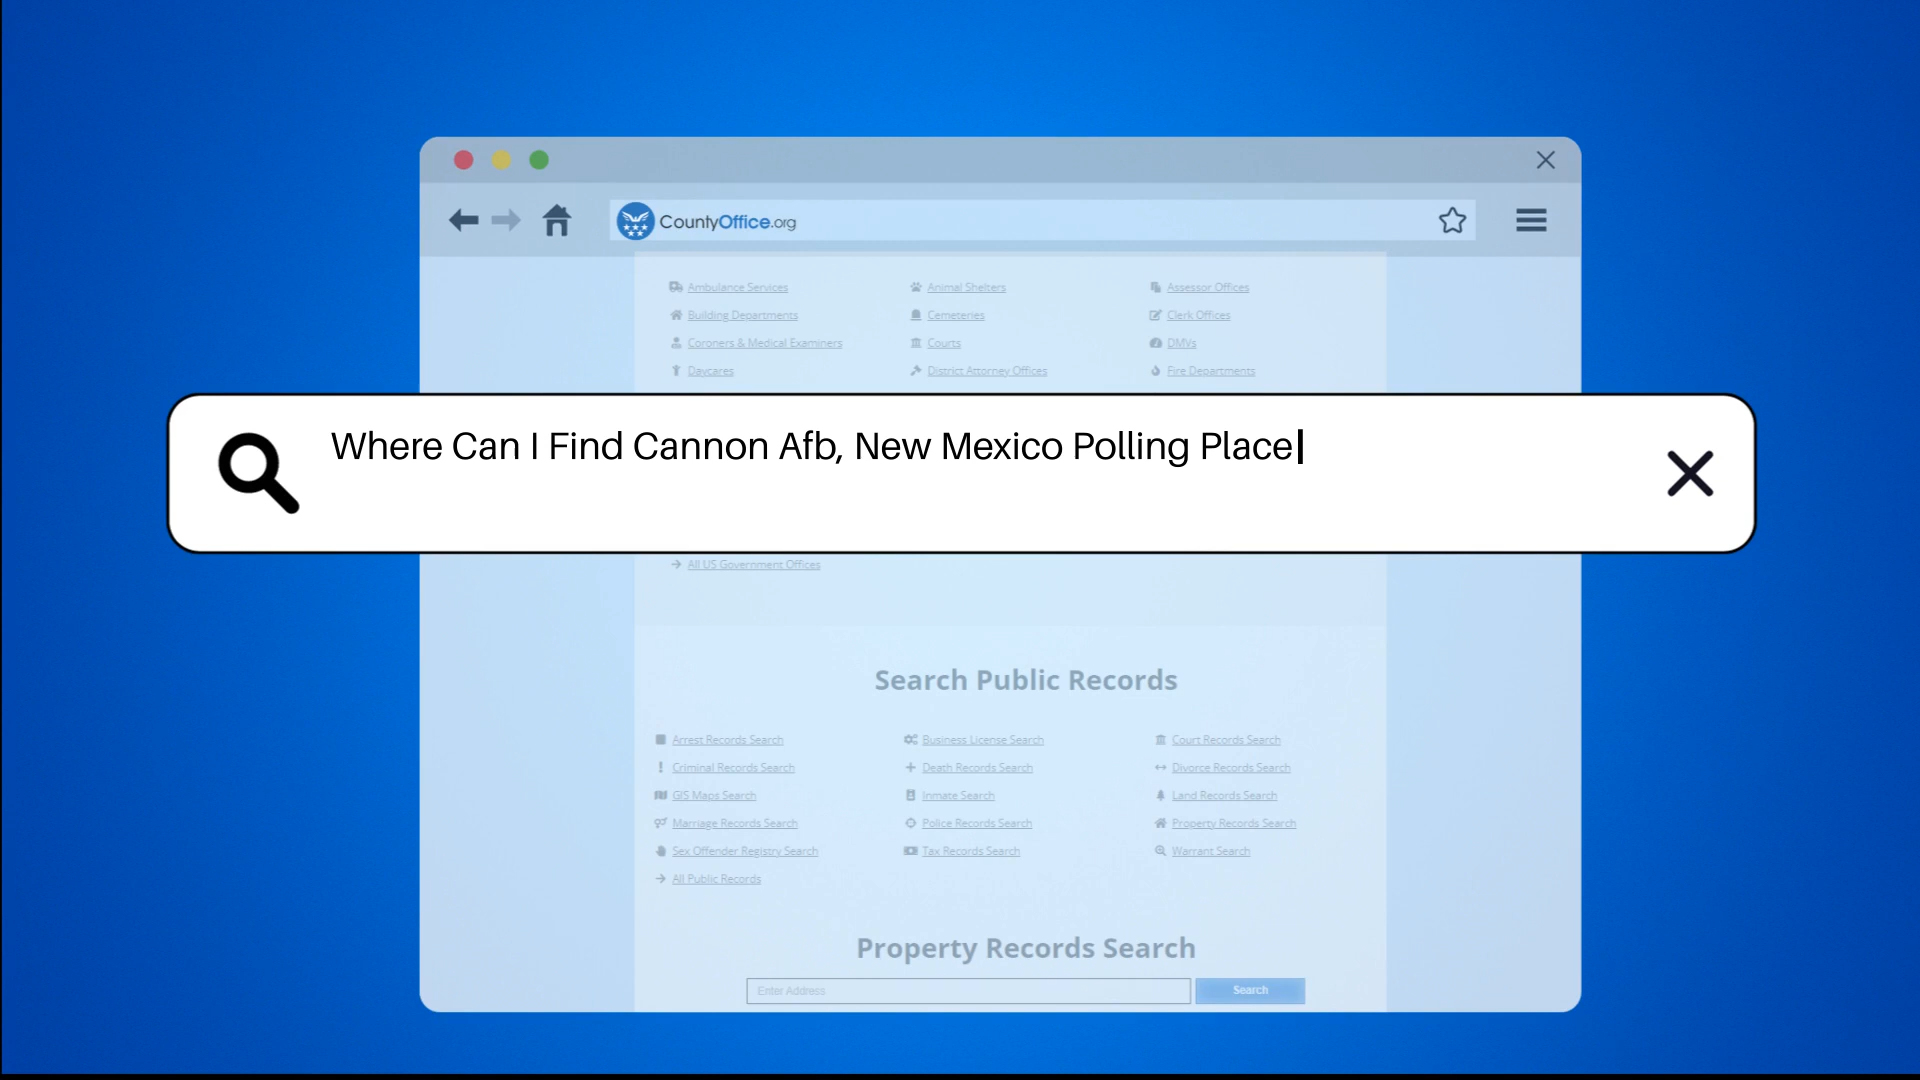 CountyOffice.org
Ambulance Services Animal Shelters Assessor Offices
Building Departments Cemeteries Clerk Offices
Coroners & Medical Examiners Courts DMVs
Daycares District Attorney Offices Fire Departments
Where Can I Find Cannon Afb, New Mexico Polling Place
All US Government Offices
Search Public Records
Arrest Records Search Business License Search Court Records Search
Criminal Records Search Death Records Search Divorce Records Search
GIS Maps Search Inmate Search Land Records Search
Marriage Records Search Police Records Search Property Records Search
Sex Offender Registry Search Tax Records Search Warrant Search
All Public Records
Property Records Search
Enter Address Search